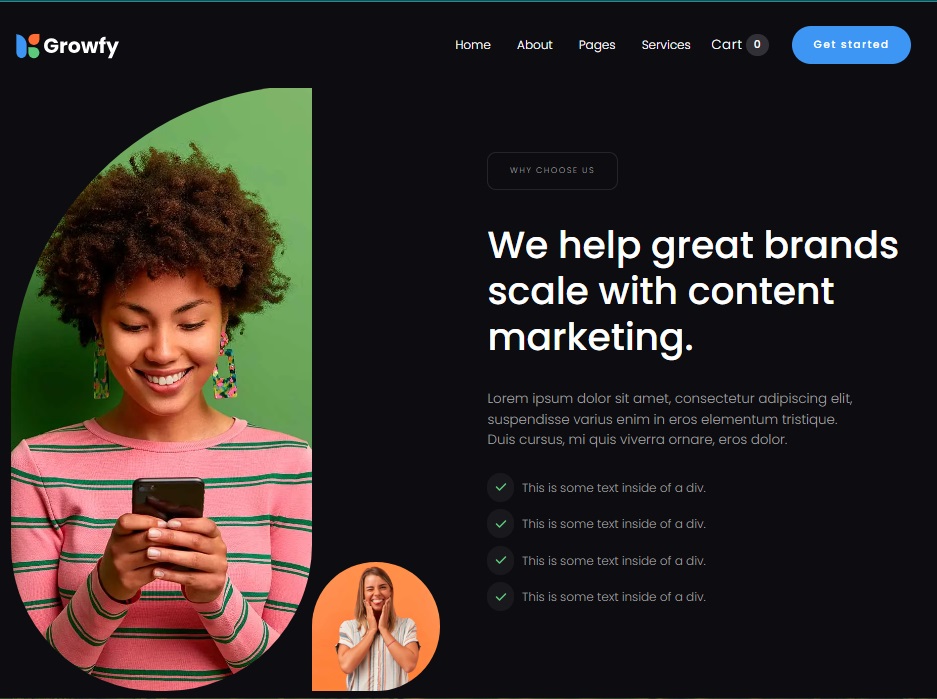 Growfy
Home About Pages Services Cart 0 Get started
WHY CHOOSE US
We help great brands
scale with content
marketing.
Lorem ipsum dolor sit amet, consectetur adipiscing elit,
suspendisse varius enim in eros elementum tristique.
Duis cursus, mi quis viverra ornare, eros dolor.
This is some text inside of a div.
This is some text inside of a div.
This is some text inside of a div.
This is some text inside of a div.